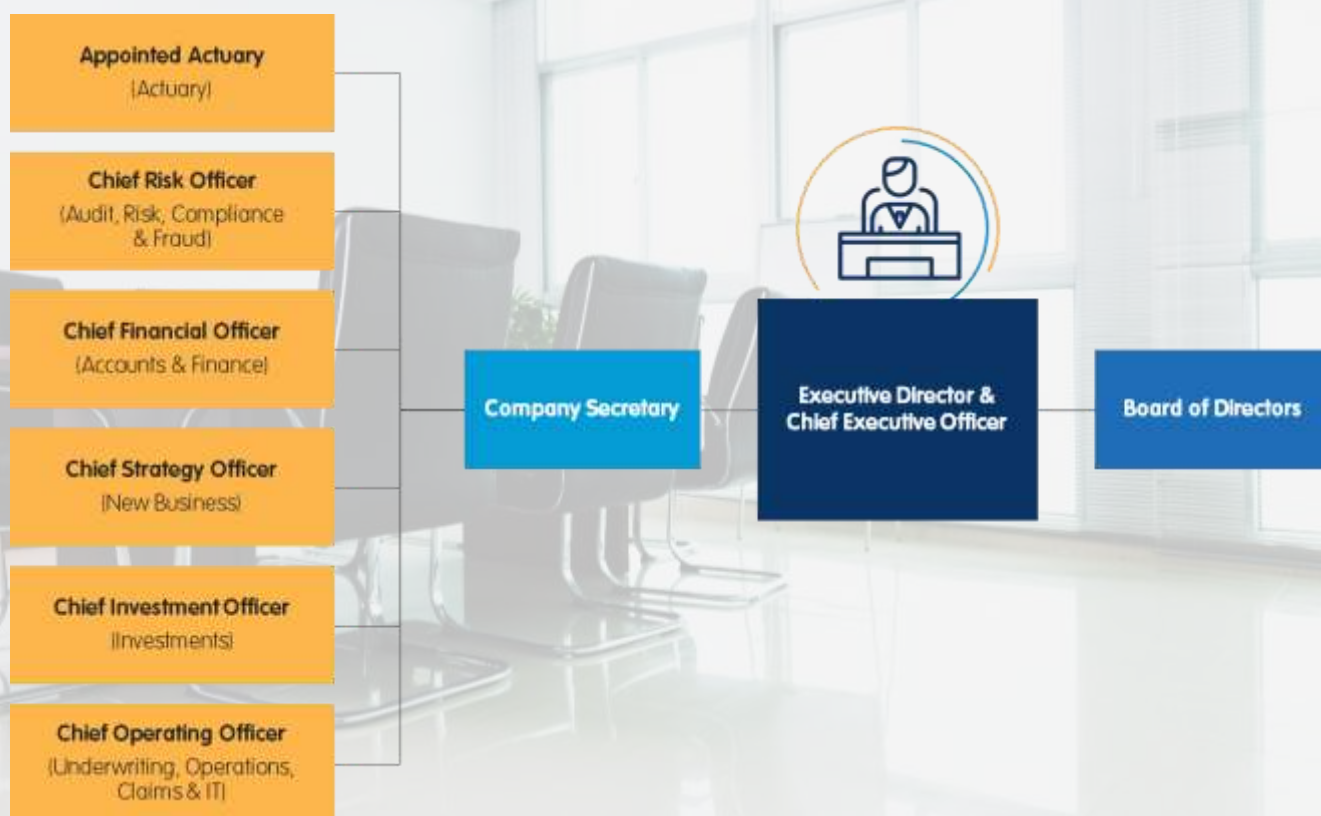 Appointed Actuary
(Actuary)
Chief Risk Officer
(Audit, Risk, Compliance
& Fraud)
Chief Financial Officer
(Accounts & Finance)
Chief Strategy Officer
(New Business)
Chief Investment Officer
(Investments)
Chief Operating Officer
(Underwriting, Operations,
Claims & IT)
Company Secretary
Executive Director &
Chief Executive Officer
Board of Directors